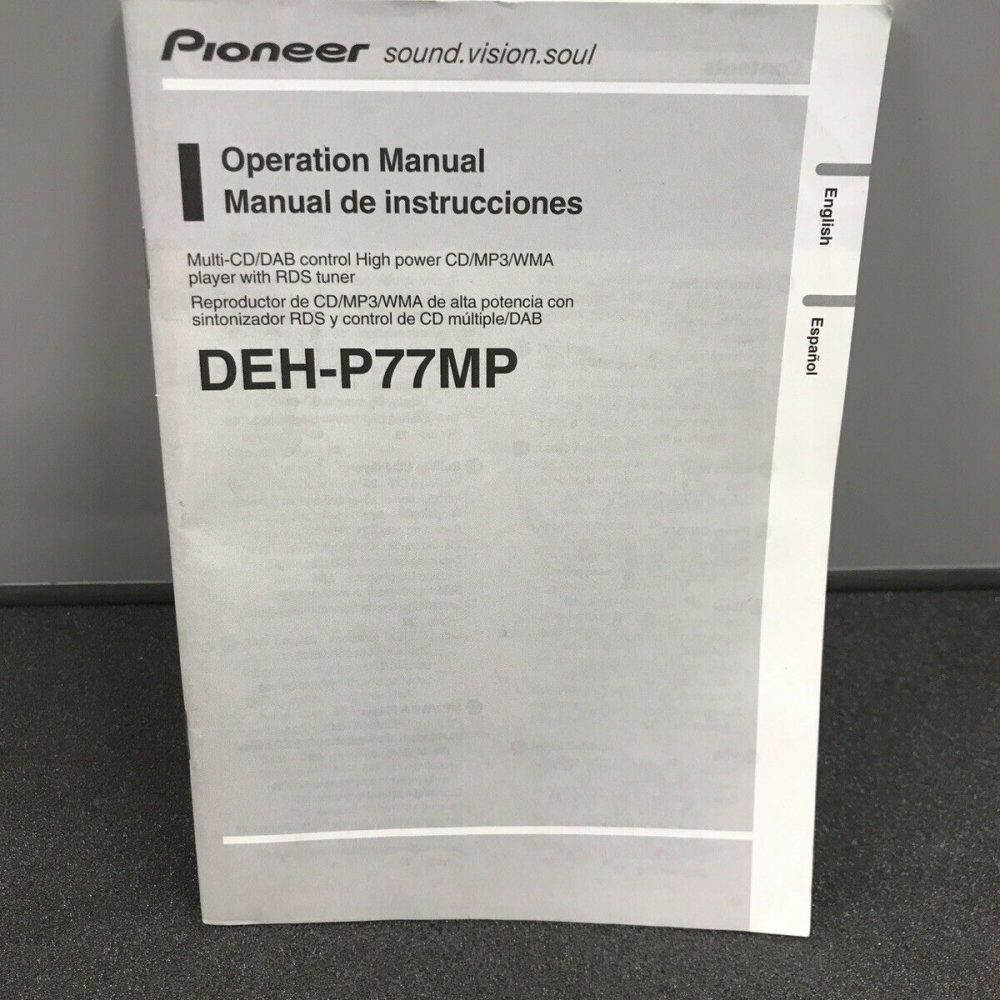 Pioneer sound.vision.soul
Operation Manual
Manual de instrucciones
Multi-CD/DAB control High power CD/MP3/WMA
player with RDS tuner
Reproductor de CD/MP3/WMA de alta potencia con
sintonizador RDS y control de CD múltiple/DAB
DEH-P77MP
English
Español